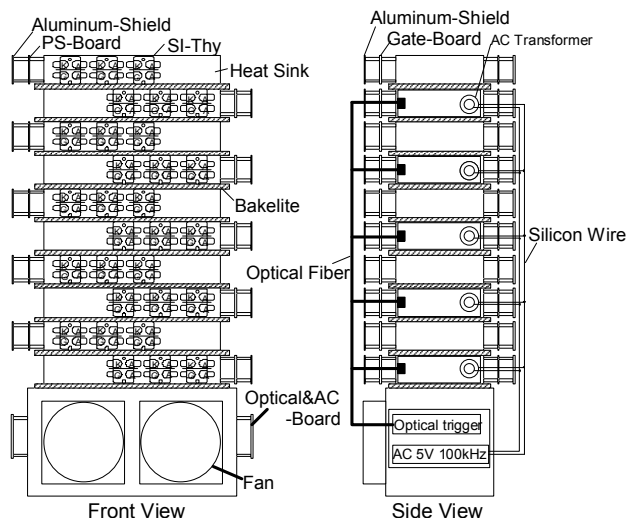 Aluminum-Shield
PS-Board
SI-Thy
Heat Sink
Bakelite
Optical&AC
-Board
Fan
Front View
Aluminum-Shield
Gate-Board
AC Transformer
Silicon Wire
Optical Fiber
Optical trigger
AC 5V 100kHz
Side View